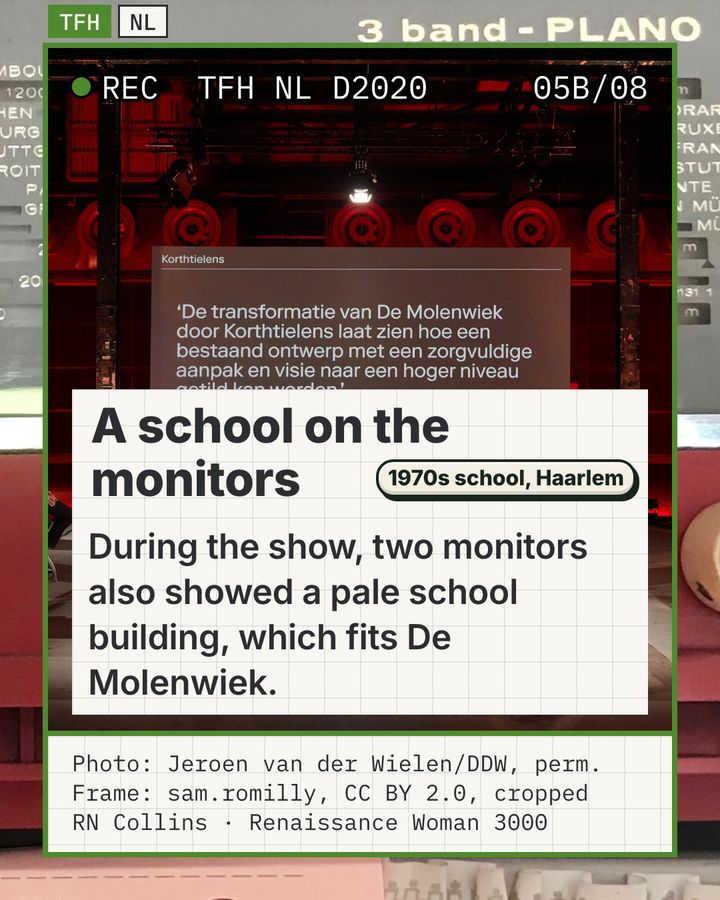 TFH NL
3 band - PLANO
REC TFH NL D2020 05B/08
Korthtielens
‘De transformatie van De Molenwiek
door Korthtielens laat zien hoe een
bestaand ontwerp met een zorgvuldige
aanpak en visie naar een hoger niveau
getild kan worden.’
A school on the
monitors
1970s school, Haarlem
During the show, two monitors
also showed a pale school
building, which fits De
Molenwiek.
Photo: Jeroen van der Wielen/DDW, perm.
Frame: sam.romilly, CC BY 2.0, cropped
RN Collins · Renaissance Woman 3000